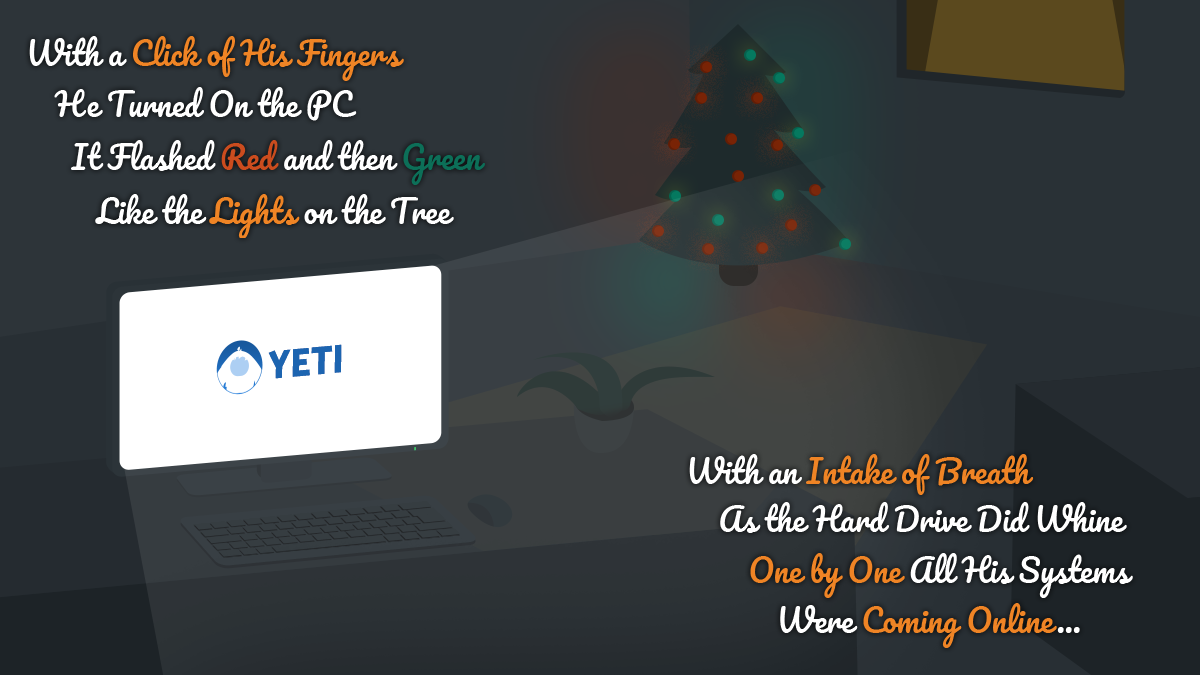 With a Click of His Fingers
He Turned On the PC
It Flashed Red and then Green
Like the Lights on the Tree
YETI
With an Intake of Breath
As the Hard Drive Did Whine
One by One All His Systems
Were Coming Online...